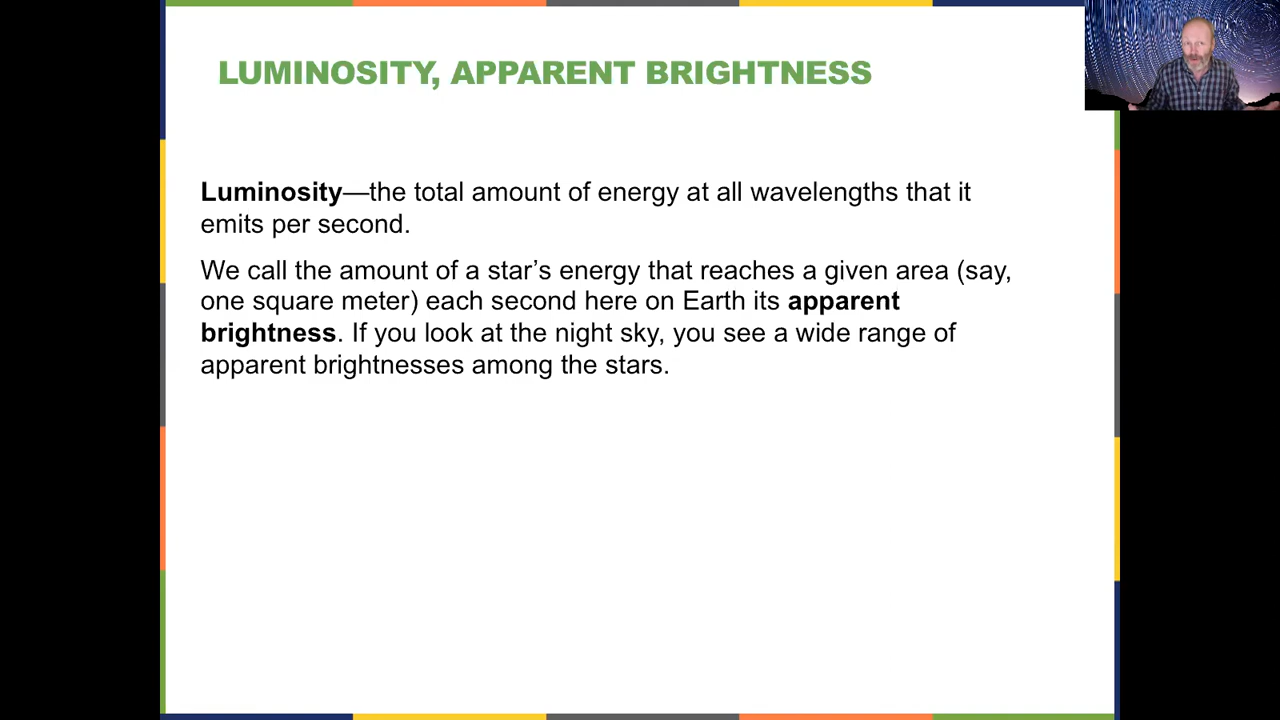 LUMINOSITY, APPARENT BRIGHTNESS
Luminosity—the total amount of energy at all wavelengths that it
emits per second.
We call the amount of a star’s energy that reaches a given area (say,
one square meter) each second here on Earth its apparent
brightness. If you look at the night sky, you see a wide range of
apparent brightnesses among the stars.